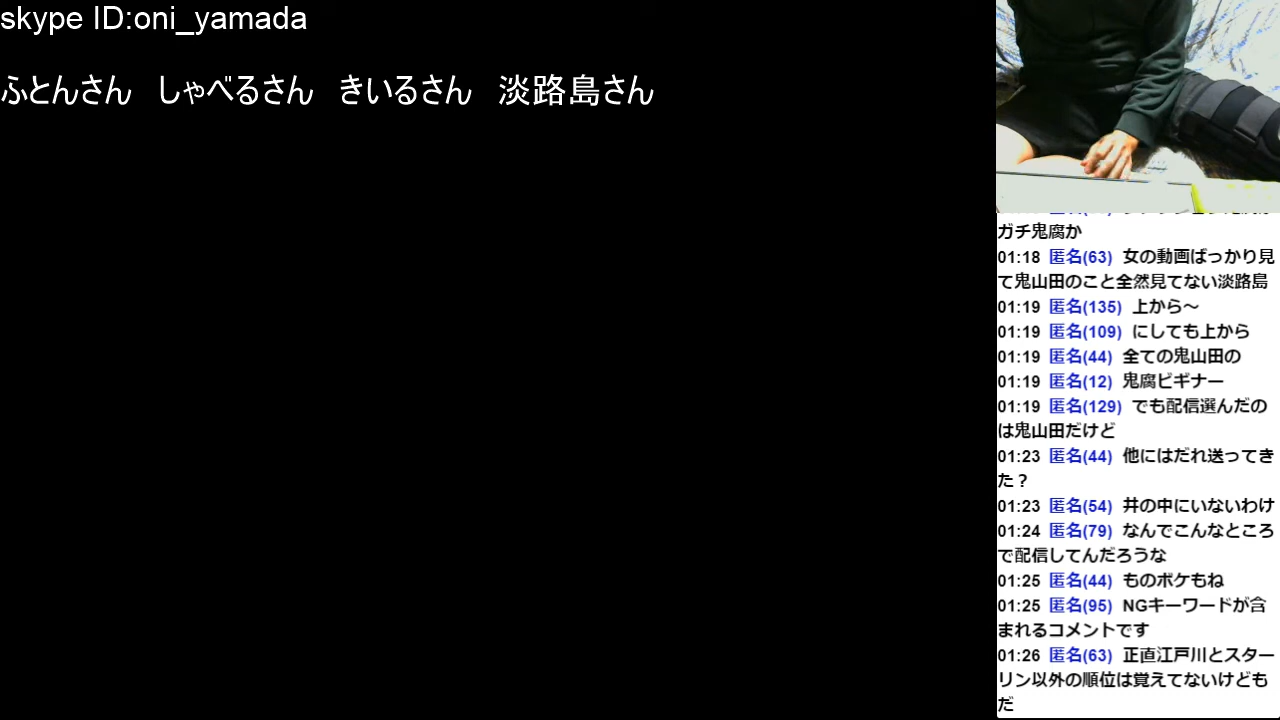 skype ID:oni_yamada
ふとんさん　しゃべるさん　きいるさん　淡路島さん
ガチ鬼腐か
01:18 匿名(63) 女の動画ばっかり見
て鬼山田のこと全然見てない淡路島
01:19 匿名(135) 上から～
01:19 匿名(109) にしても上から
01:19 匿名(44) 全ての鬼山田の
01:19 匿名(12) 鬼腐ビギナー
01:19 匿名(129) でも配信選んだの
は鬼山田だけど
01:23 匿名(44) 他にはだれ送ってき
た？
01:23 匿名(54) 井の中にいないわけ
01:24 匿名(79) なんでこんなところ
で配信してんだろうな
01:25 匿名(44) ものボケもね
01:25 匿名(95) NGキーワードが含
まれるコメントです
01:26 匿名(63) 正直江戸川とスター
リン以外の順位は覚えてないけども
だ